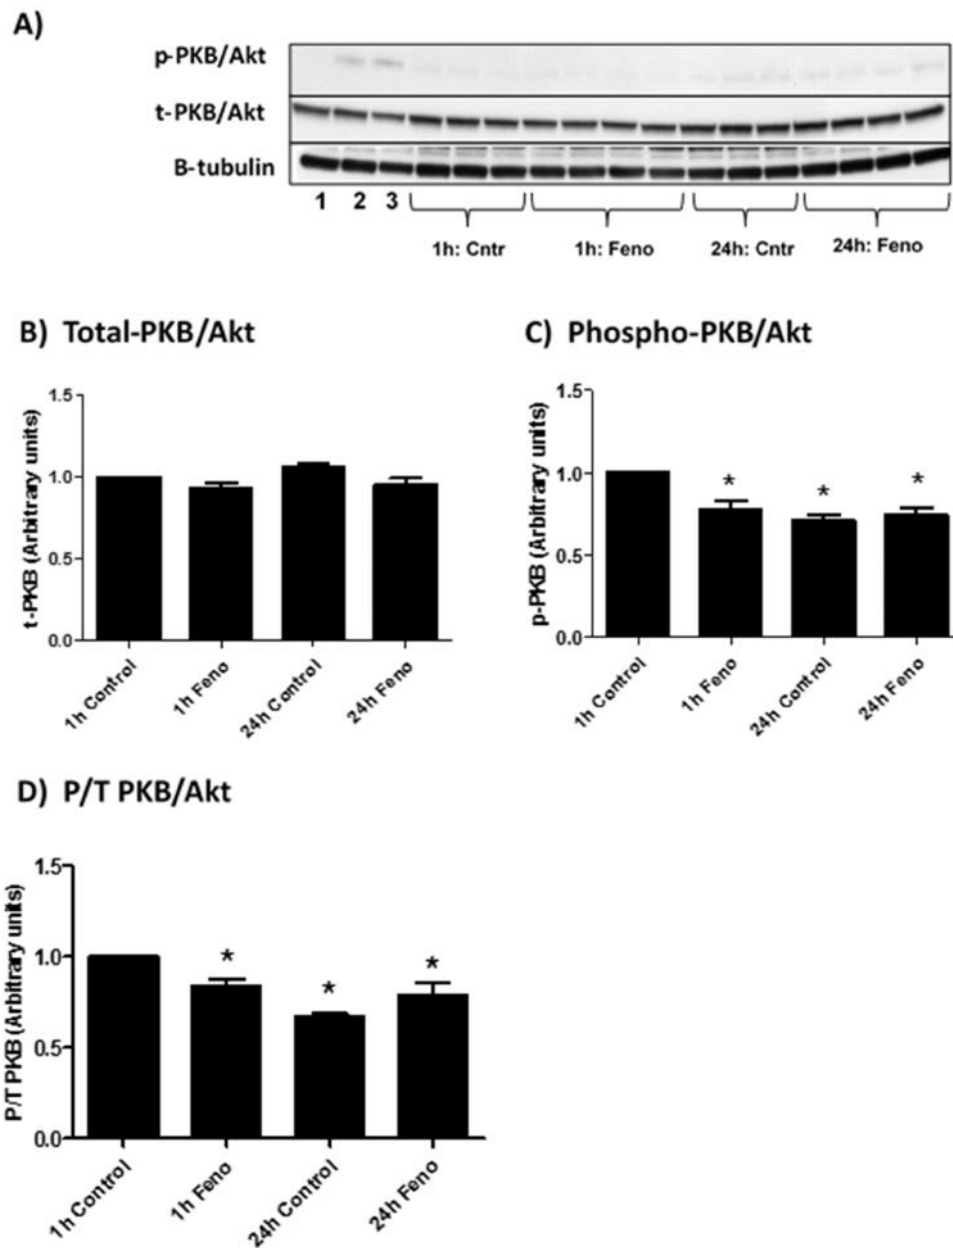 A)
p-PKB/Akt
t-PKB/Akt
B-tubulin
1 2 3
1h: Cntr 1h: Feno 24h: Cntr 24h: Feno
B) Total-PKB/Akt
t-PKB (Arbitrary units)
1.5
1.0
0.5
0.0
1h Control
1h Feno
24h Control
24h Feno
C) Phospho-PKB/Akt
p-PKB (Arbitrary units)
1.5
1.0
0.5
0.0
* * *
1h Control
1h Feno
24h Control
24h Feno
D) P/T PKB/Akt
P/T PKB (Arbitrary units)
1.5
1.0
0.5
0.0
* * *
1h Control
1h Feno
24h Control
24h Feno